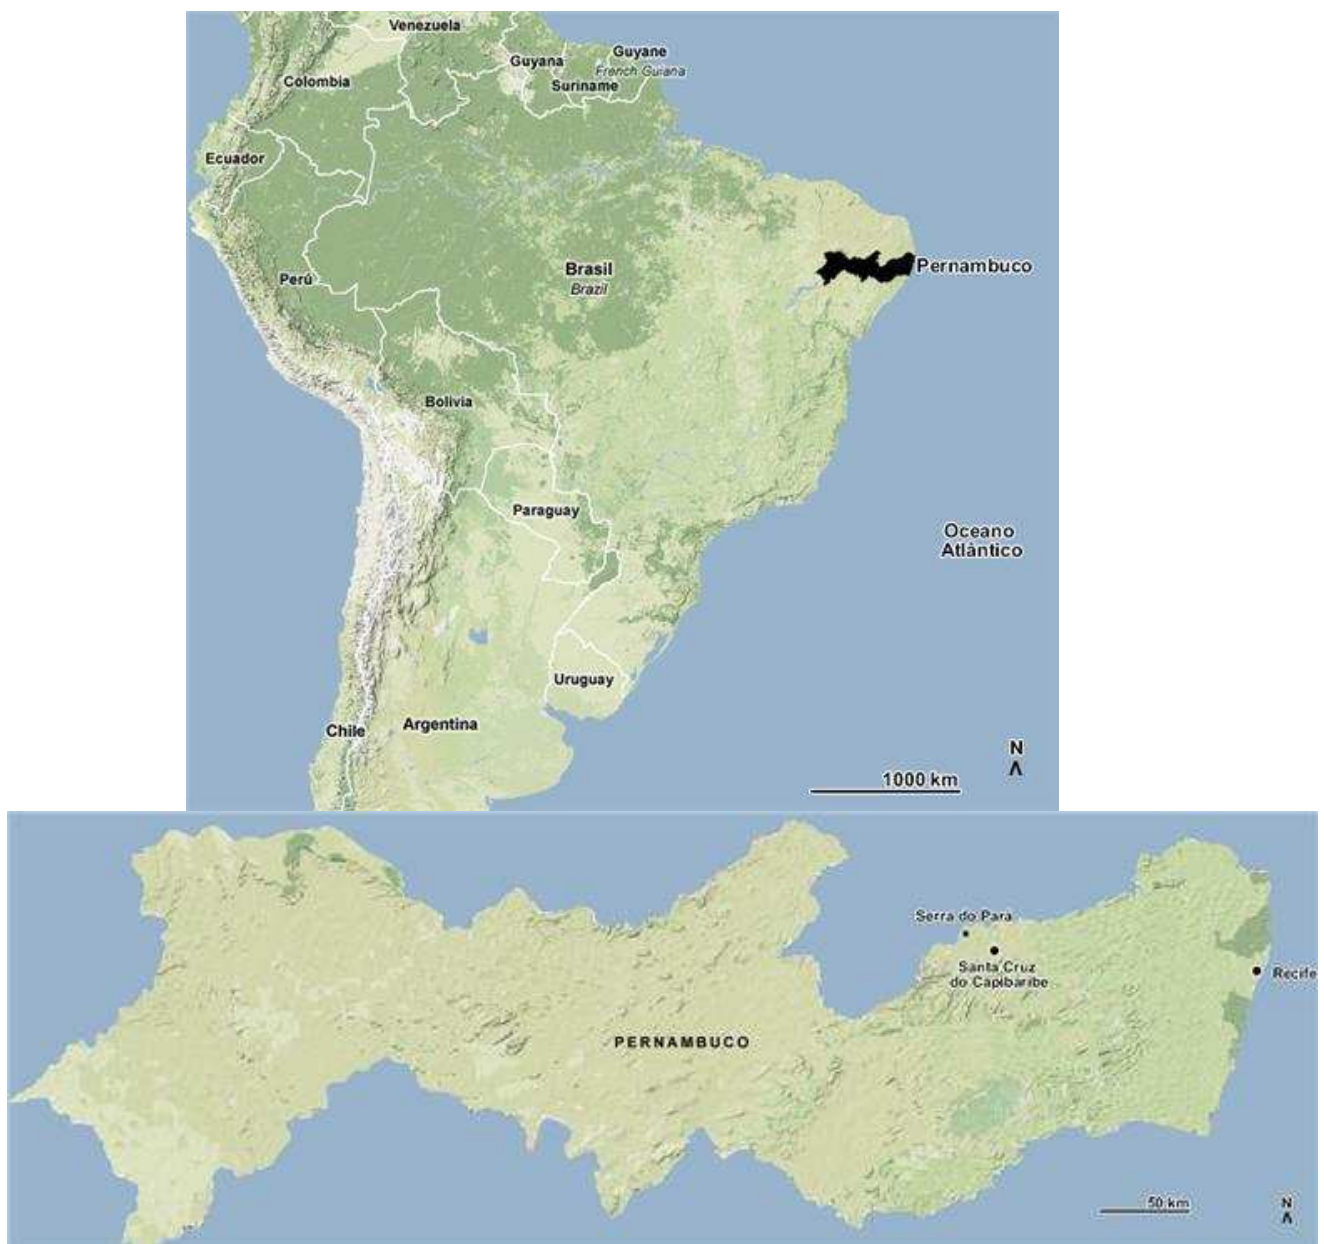 Venezuela
Guyana
Guyane
French Guiana
Suriname
Colombia
Ecuador
Perú
Brasil
Brazil
Pernambuco
Bolivia
Paraguay
Oceano
Atlântico
Uruguay
Chile
Argentina
N
1000 km
Serra do Pará
Santa Cruz
do Capibaribe
Recife
PERNAMBUCO
50 km
N